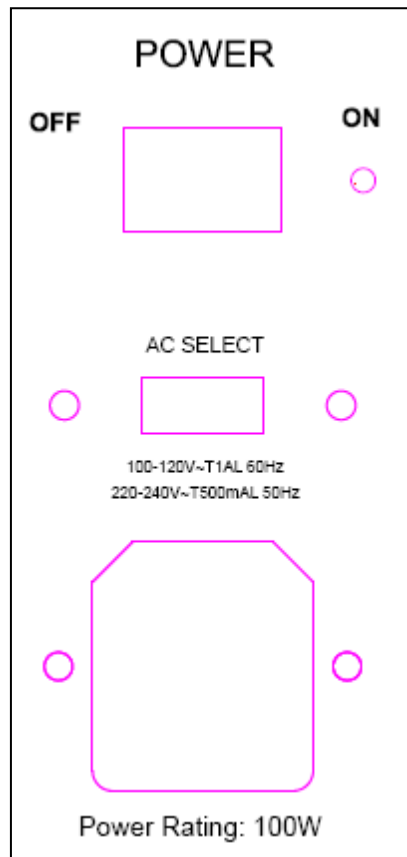 POWER
OFF
ON
AC SELECT
100-120V~T1AL 60Hz
220-240V~T500mAL 50Hz
Power Rating: 100W